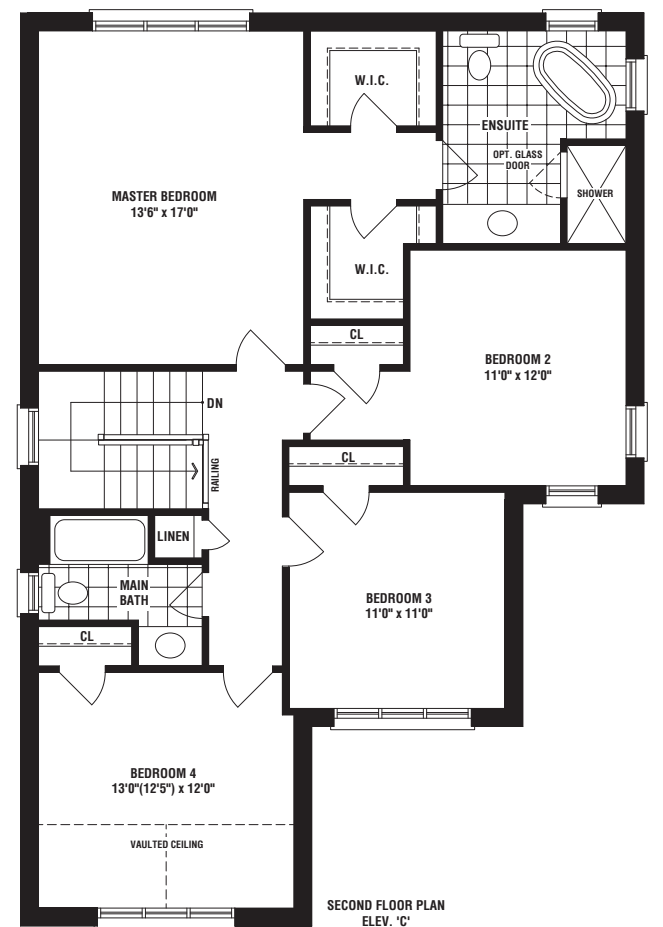 W.I.C.
ENSUITE
OPT. GLASS
DOOR
SHOWER
MASTER BEDROOM
13'6" x 17'0"
W.I.C.
CL
BEDROOM 2
11'0" x 12'0"
DN
RAILING
CL
LINEN
MAIN
BATH
BEDROOM 3
11'0" x 11'0"
CL
BEDROOM 4
13'0"(12'5") x 12'0"
VAULTED CEILING
SECOND FLOOR PLAN
ELEV. 'C'